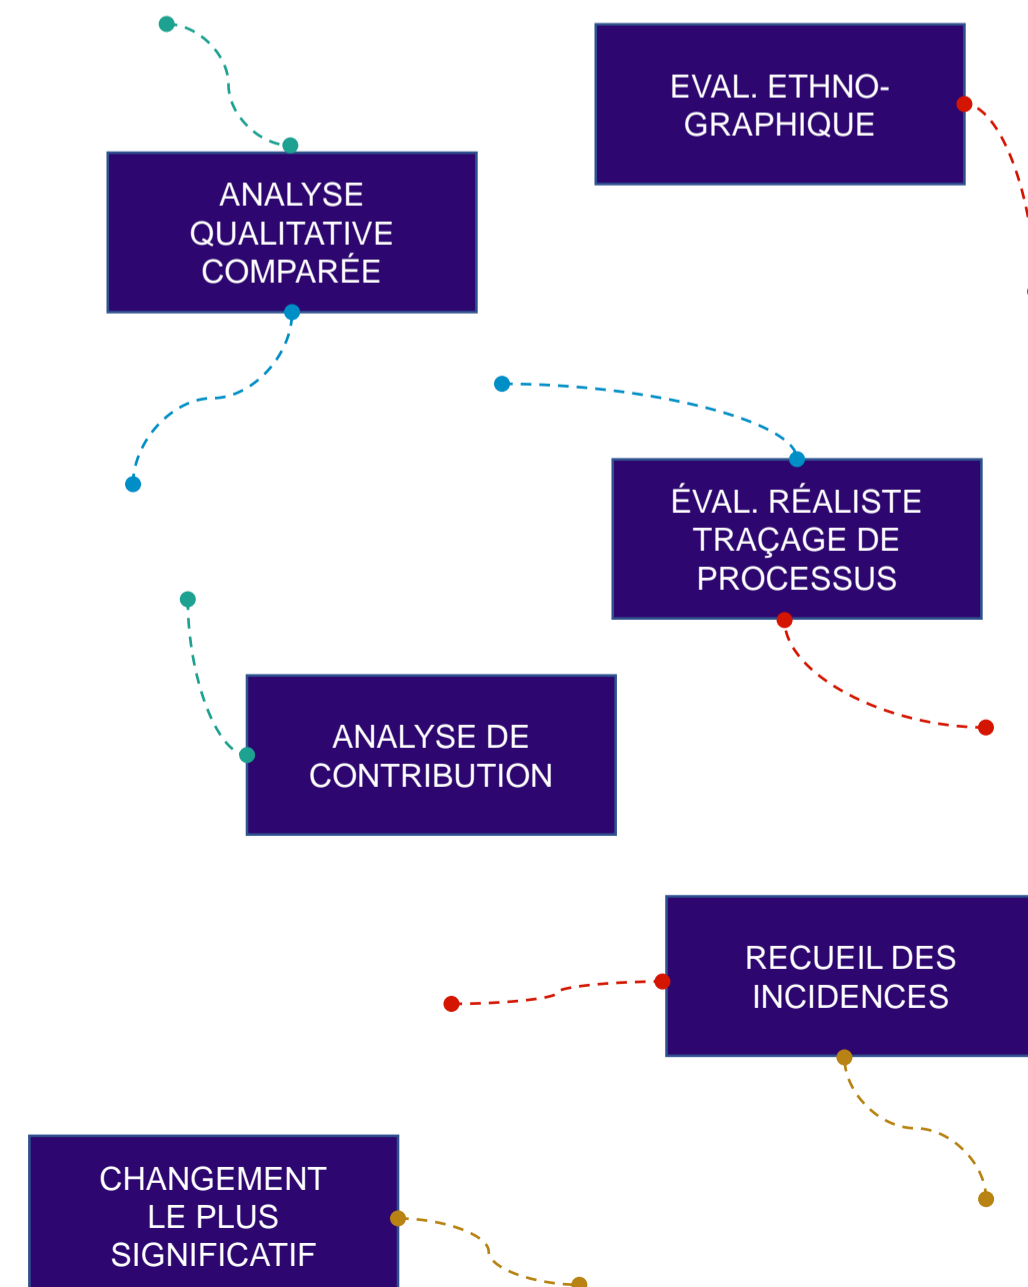 EVAL. ETHNO-
GRAPHIQUE
ANALYSE
QUALITATIVE
COMPARÉE
ÉVAL. RÉALISTE
TRAÇAGE DE
PROCESSUS
ANALYSE DE
CONTRIBUTION
RECUEIL DES
INCIDENCES
CHANGEMENT
LE PLUS
SIGNIFICATIF